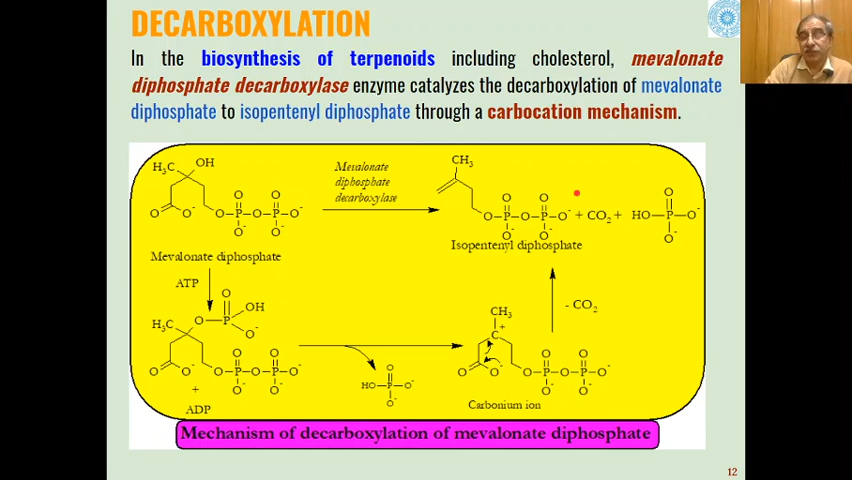 DECARBOXYLATION
In the biosynthesis of terpenoids including cholesterol, mevalonate
diphosphate decarboxylase enzyme catalyzes the decarboxylation of mevalonate
diphosphate to isopentenyl diphosphate through a carbocation mechanism.
H₃C OH
O O⁻ O P O P O⁻
O O
O⁻ O⁻
Mevalonate diphosphate
Mevalonate
diphosphate
decarboxylase
CH₃
O P O P O⁻ + CO₂ +
O O
O⁻ O⁻
Isopentenyl diphosphate
O
HO P O⁻
O⁻
ATP
O
O P OH
O⁻
H₃C
O O⁻ O P O P O⁻
O O
O⁻ O⁻
+
ADP
O
HO P O⁻
O⁻
CH₃
C +
O O⁻ O P O P O⁻
O O
O⁻ O⁻
Carbonium ion
- CO₂
Mechanism of decarboxylation of mevalonate diphosphate
12